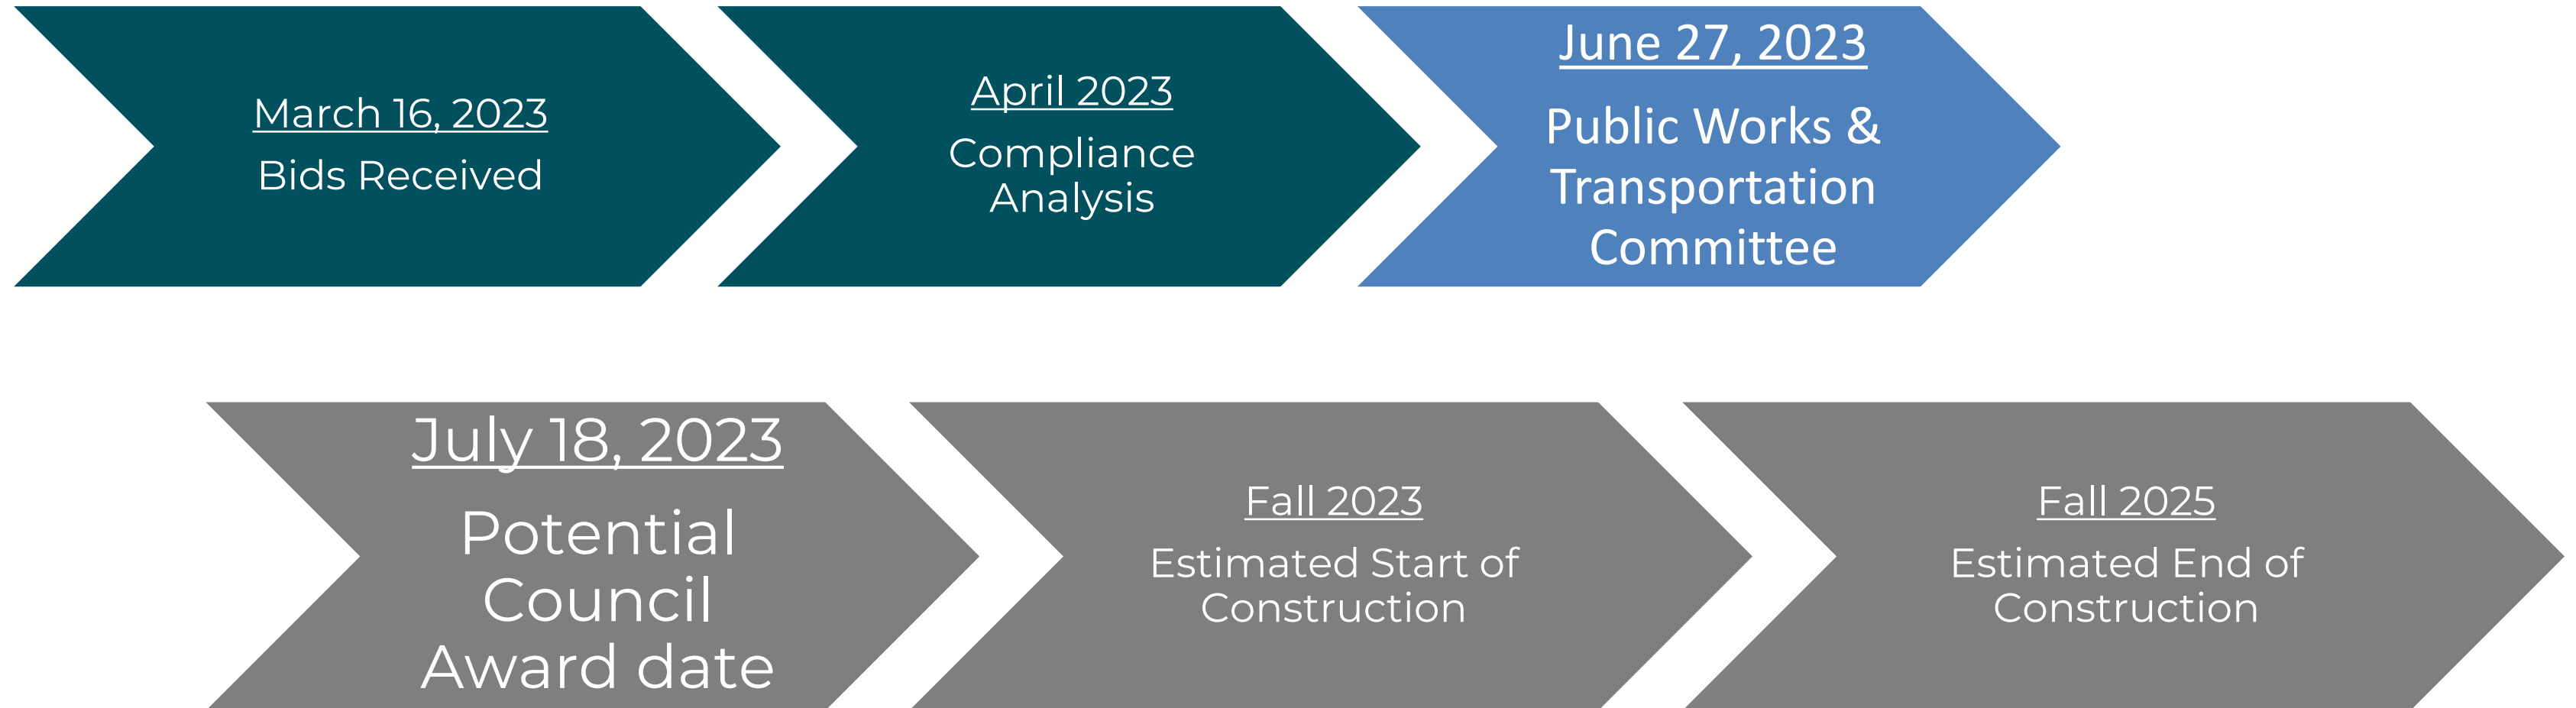 March 16, 2023
Bids Received
April 2023
Compliance
Analysis
June 27, 2023
Public Works &
Transportation
Committee
July 18, 2023
Potential
Council
Award date
Fall 2023
Estimated Start of
Construction
Fall 2025
Estimated End of
Construction